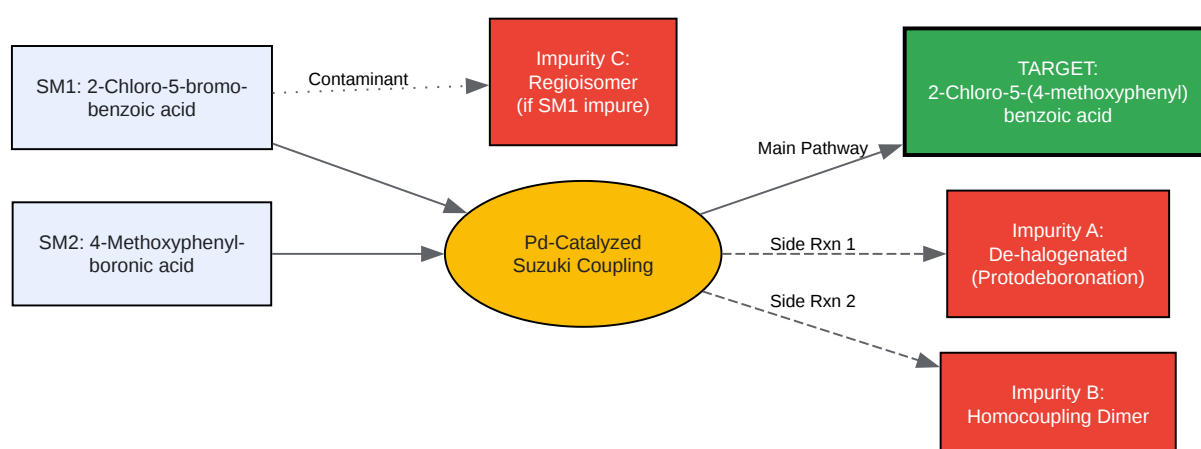 SM1: 2-Chloro-5-bromo-
benzoic acid
Contaminant
Impurity C:
Regioisomer
(if SM1 impure)
TARGET:
2-Chloro-5-(4-methoxyphenyl)
benzoic acid
Main Pathway
SM2: 4-Methoxyphenyl-
boronic acid
Pd-Catalyzed
Suzuki Coupling
Side Rxn 1
Impurity A:
De-halogenated
(Protodeboronation)
Side Rxn 2
Impurity B:
Homocoupling Dimer